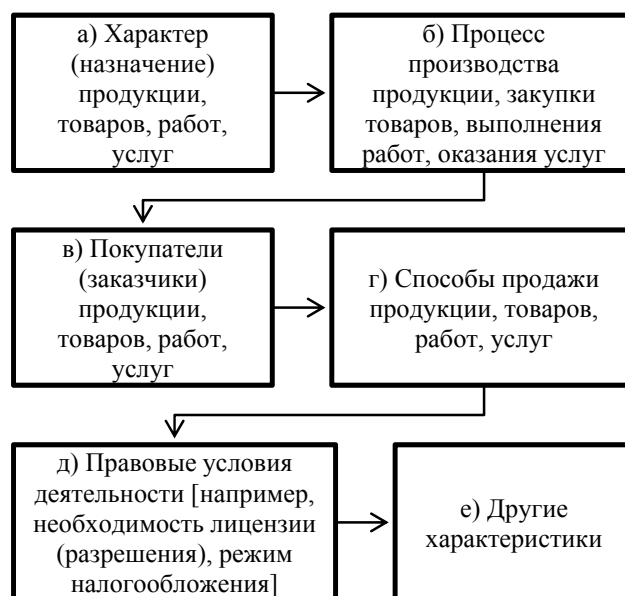 а) Характер
(назначение)
продукции,
товаров, работ,
услуг
б) Процесс
производства
продукции, закупки
товаров, выполнения
работ, оказания услуг
в) Покупатели
(заказчики)
продукции,
товаров, работ,
услуг
г) Способы продажи
продукции, товаров,
работ, услуг
д) Правовые условия
деятельности [например,
необходимость лицензии
(разрешения), режим
налогообложения]
е) Другие
характеристики